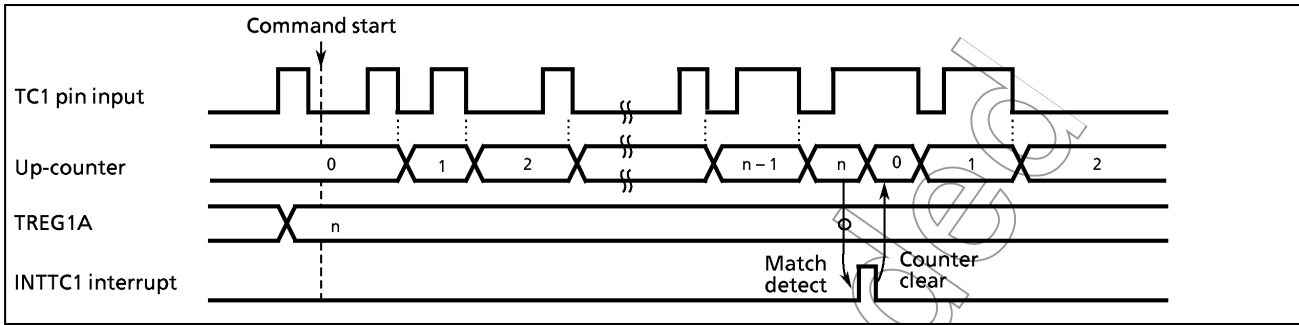 Command start
TC1 pin input
Up-counter
0
1
2
n – 1
n
0
1
2
TREG1A
n
INTTC1 interrupt
Match
detect
Counter
clear